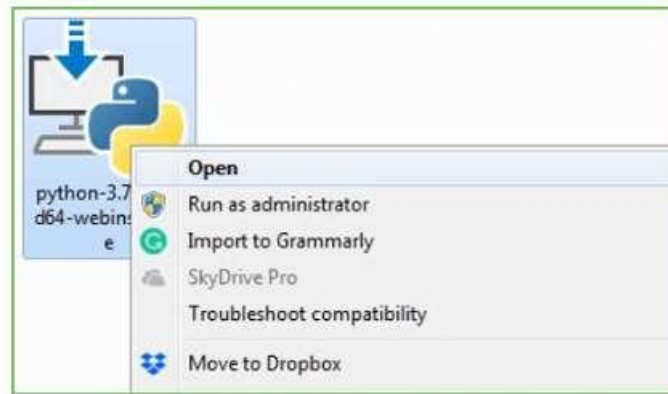 Open
python-3.7
Run as administrator
d64-webins
e
Import to Grammarly
SkyDrive Pro
Troubleshoot compatibility
Move to Dropbox